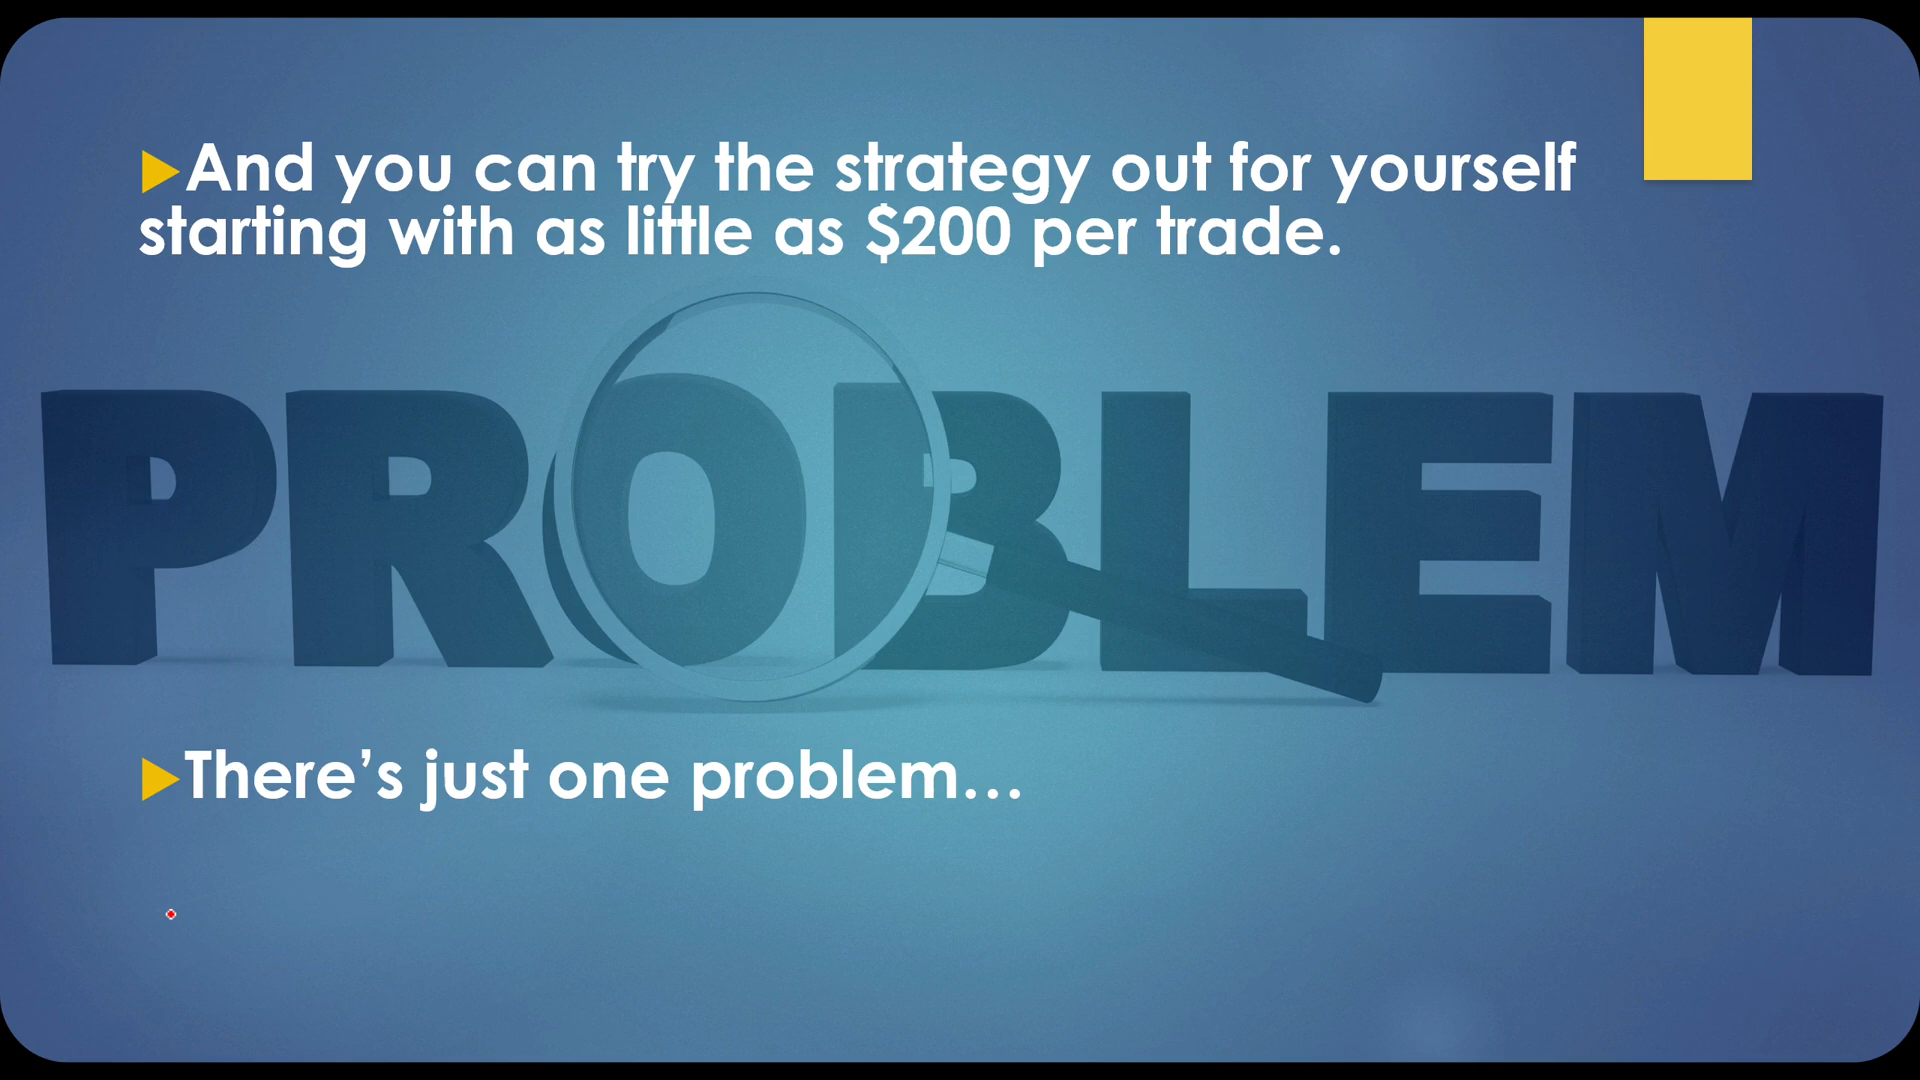 And you can try the strategy out for yourself
starting with as little as $200 per trade.
PROBLEM
There’s just one problem…